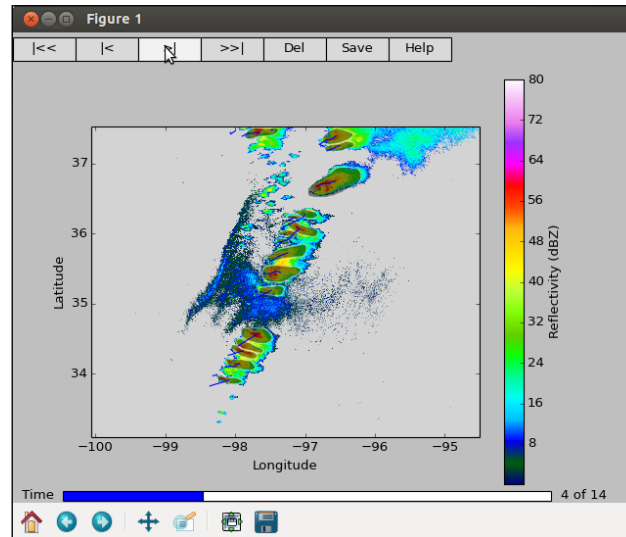 Figure 1
|<< |< >>| Del Save Help
80
72
64
56
48
40
32
24
16
8
Reflectivity (dBZ)
37
36
35
34
Latitude
−100 −99 −98 −97 −96 −95
Longitude
Time 4 of 14